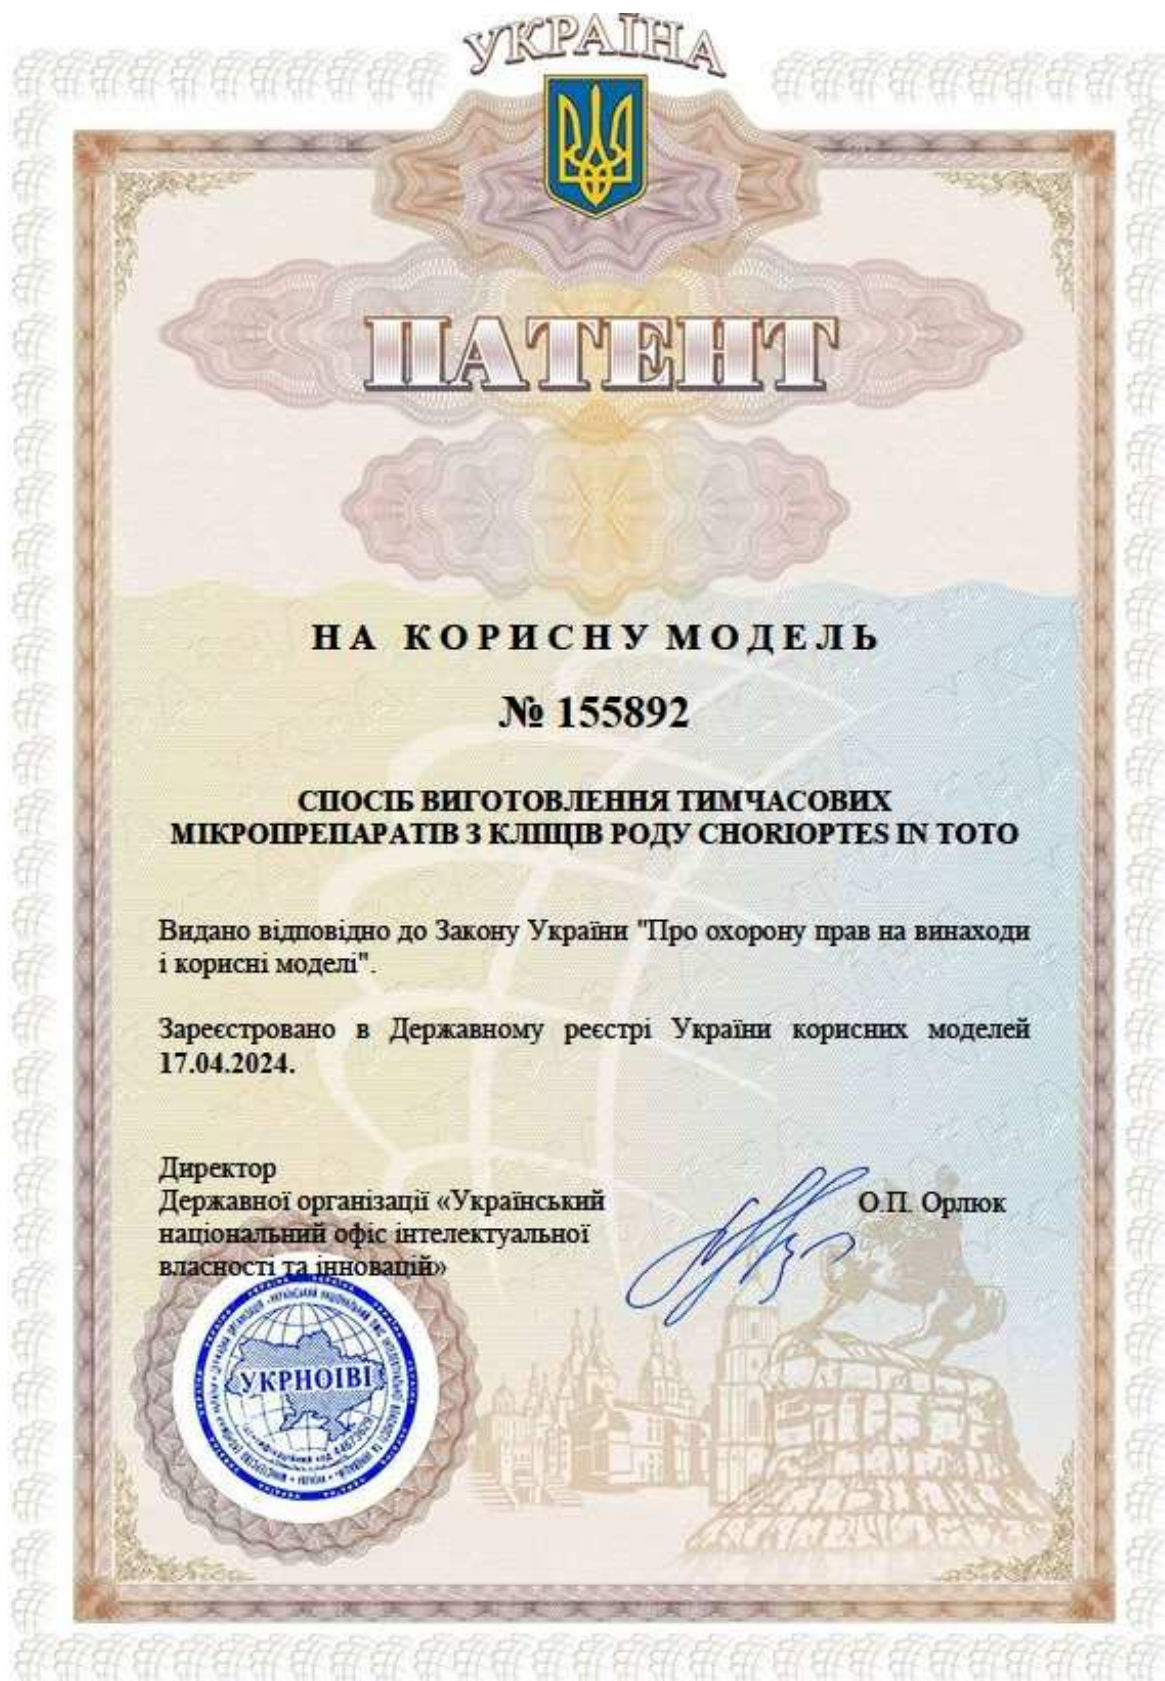 УКРАЇНА
ПАТЕНТ
НА КОРИСНУ МОДЕЛЬ
№ 155892
СПОСІБ ВИГОТОВЛЕННЯ ТИМЧАСОВИХ
МІКРОПРЕПАРАТІВ З КЛІЩІВ РОДУ CHORIOPTES IN TOTO
Видано відповідно до Закону України "Про охорону прав на винаходи
і корисні моделі".
Зареєстровано в Державному реєстрі України корисних моделей
17.04.2024.
Директор
Державної організації «Український
національний офіс інтелектуальної
власності та інновацій»
О.П. Орлюк
УКРНОІВІ